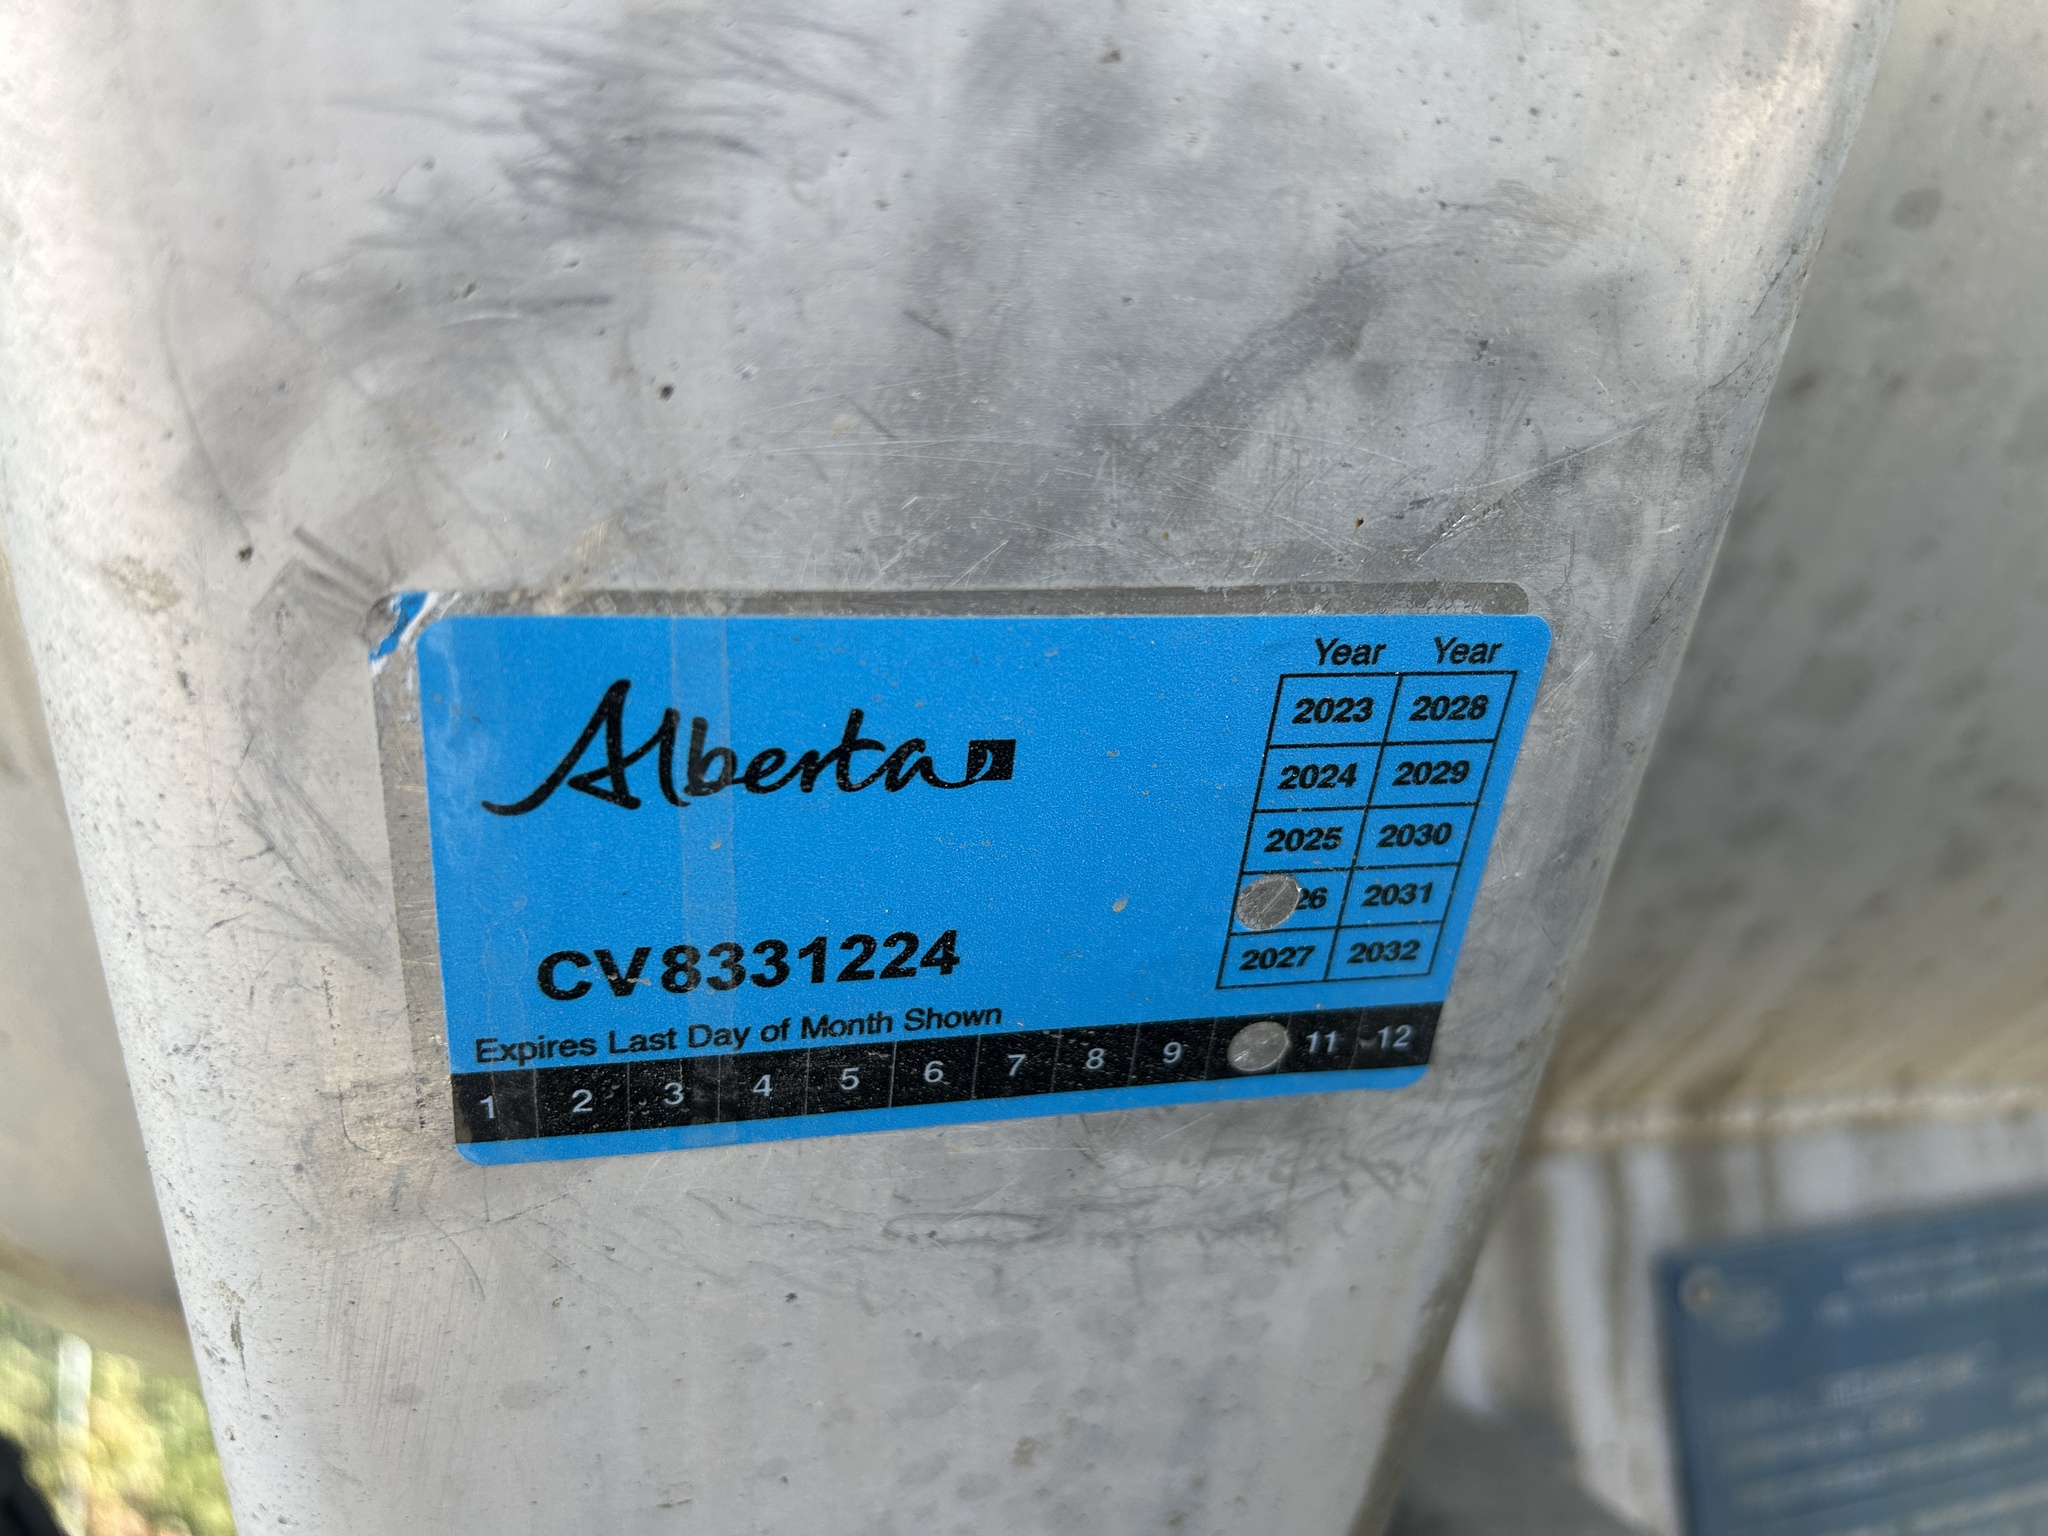 Alberta
Year Year
2023 2028
2024 2029
2025 2030
26 2031
2027 2032
CV8331224
Expires Last Day of Month Shown
1 2 3 4 5 6 7 8 9 11 12